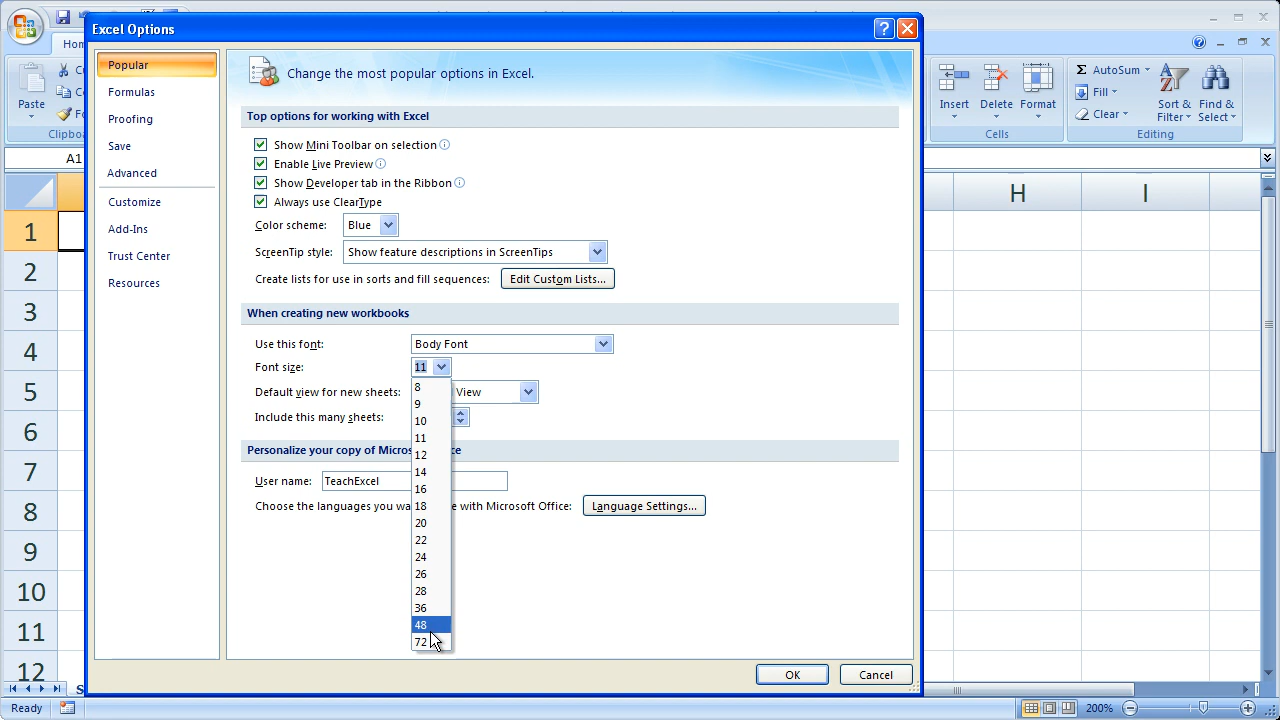 Excel Options
Hom
Popular
Formulas
Proofing
Save
Advanced
Customize
Add-Ins
Trust Center
Resources
Change the most popular options in Excel.
Top options for working with Excel
Show Mini Toolbar on selection
Enable Live Preview
Show Developer tab in the Ribbon
Always use ClearType
Color scheme: Blue
ScreenTip style: Show feature descriptions in ScreenTips
Create lists for use in sorts and fill sequences: Edit Custom Lists...
When creating new workbooks
Use this font: Body Font
Font size: 11
Default view for new sheets: View
Include this many sheets:
8
9
10
11
12
14
16
18
20
22
24
26
28
36
48
72
Personalize your copy of Micros ce
User name: TeachExcel
Choose the languages you wa e with Microsoft Office: Language Settings...
OK Cancel
Paste
Cu
Co
Fo
Clipbo
Insert Delete Format
Cells
Σ AutoSum
Fill
Clear
Sort & Filter
Find & Select
Editing
A1
H I
1
2
3
4
5
6
7
8
9
10
11
12
S
Ready 200%